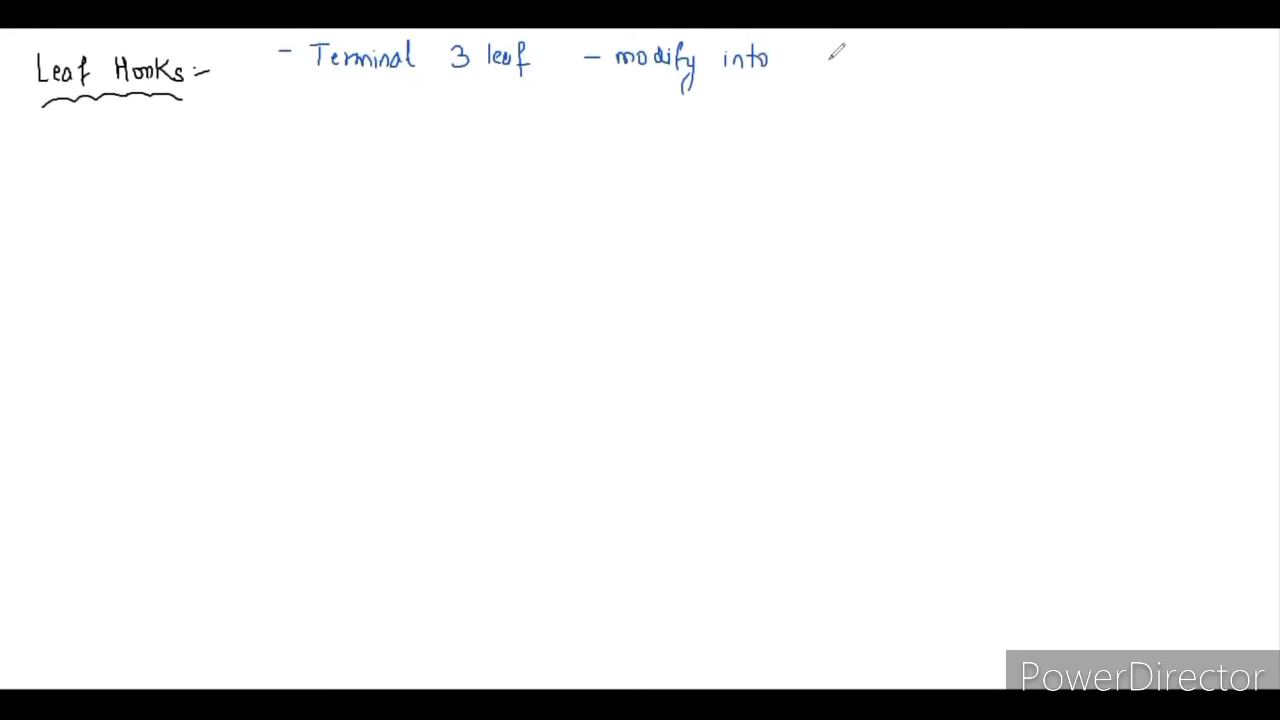 Leaf Hooks:-
- Terminal 3 leaf - modify into
PowerDirector